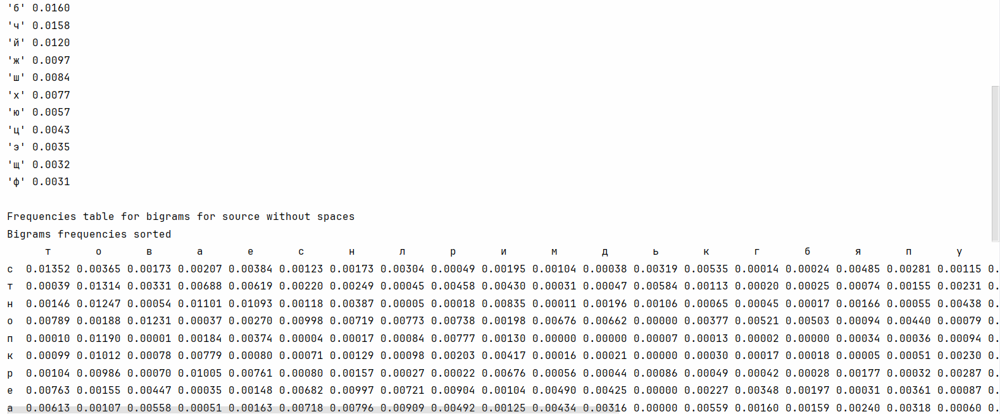 'б' 0.0160
'ч' 0.0158
'й' 0.0120
'ж' 0.0097
'ш' 0.0084
'х' 0.0077
'ю' 0.0057
'ц' 0.0043
'э' 0.0035
'щ' 0.0032
'ф' 0.0031
Frequencies table for bigrams for source without spaces
Bigrams frequencies sorted
т о в а е с н л р и м д ь к г б я п у
с 0.01352 0.00365 0.00173 0.00207 0.00384 0.00123 0.00173 0.00304 0.00049 0.00195 0.00104 0.00038 0.00319 0.00535 0.00014 0.00024 0.00485 0.00281 0.00115 0.
т 0.00039 0.01314 0.00331 0.00688 0.00619 0.00220 0.00249 0.00045 0.00458 0.00430 0.00031 0.00047 0.00584 0.00113 0.00020 0.00025 0.00074 0.00155 0.00231 0.
н 0.00146 0.01247 0.00054 0.01101 0.01093 0.00118 0.00387 0.00005 0.00018 0.00835 0.00011 0.00196 0.00106 0.00065 0.00045 0.00017 0.00166 0.00055 0.00438 0.
о 0.00789 0.00188 0.01231 0.00037 0.00270 0.00998 0.00719 0.00773 0.00738 0.00198 0.00676 0.00662 0.00000 0.00377 0.00521 0.00503 0.00094 0.00440 0.00079 0.
п 0.00010 0.01190 0.00001 0.00184 0.00374 0.00004 0.00017 0.00084 0.00777 0.00130 0.00000 0.00000 0.00007 0.00013 0.00002 0.00000 0.00034 0.00036 0.00094 0.
к 0.00099 0.01012 0.00078 0.00779 0.00080 0.00071 0.00129 0.00098 0.00203 0.00417 0.00016 0.00021 0.00000 0.00030 0.00017 0.00018 0.00005 0.00051 0.00230 0.
р 0.00104 0.00986 0.00070 0.01005 0.00761 0.00080 0.00157 0.00027 0.00022 0.00676 0.00056 0.00044 0.00086 0.00049 0.00042 0.00028 0.00177 0.00032 0.00287 0.
е 0.00763 0.00155 0.00447 0.00035 0.00148 0.00682 0.00997 0.00721 0.00904 0.00104 0.00490 0.00425 0.00000 0.00227 0.00348 0.00197 0.00031 0.00361 0.00087 0.
а 0.00613 0.00107 0.00558 0.00051 0.00163 0.00718 0.00796 0.00909 0.00492 0.00125 0.00434 0.00316 0.00000 0.00559 0.00160 0.00159 0.00240 0.00318 0.00060 0.